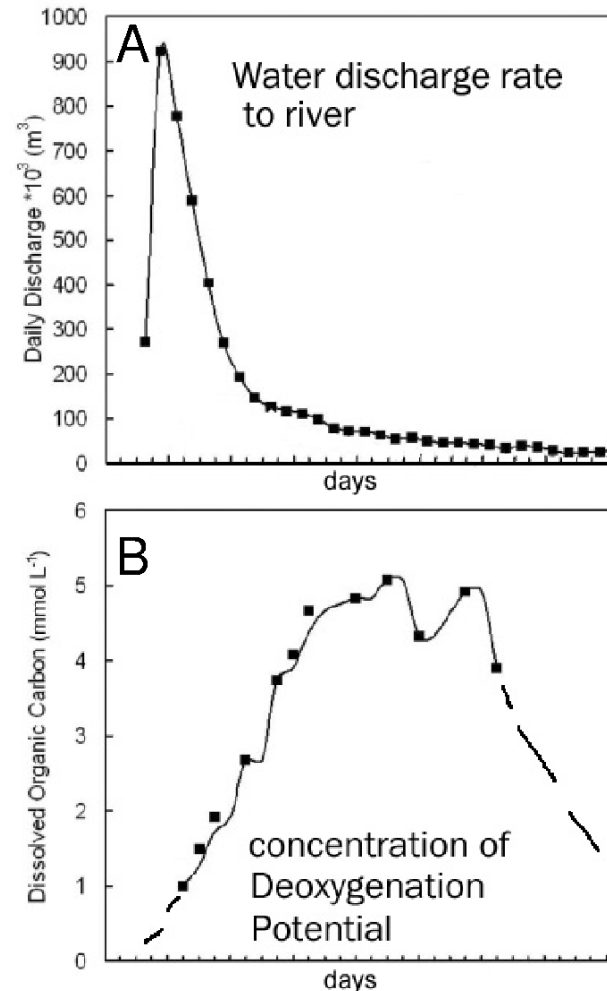 A
Water discharge rate
to river
Daily Discharge *10³ (m³)
1000
900
800
700
600
500
400
300
200
100
0
days
B
Dissolved Organic Carbon (mmol L⁻¹)
6
5
4
3
2
1
0
concentration of
Deoxygenation
Potential
days